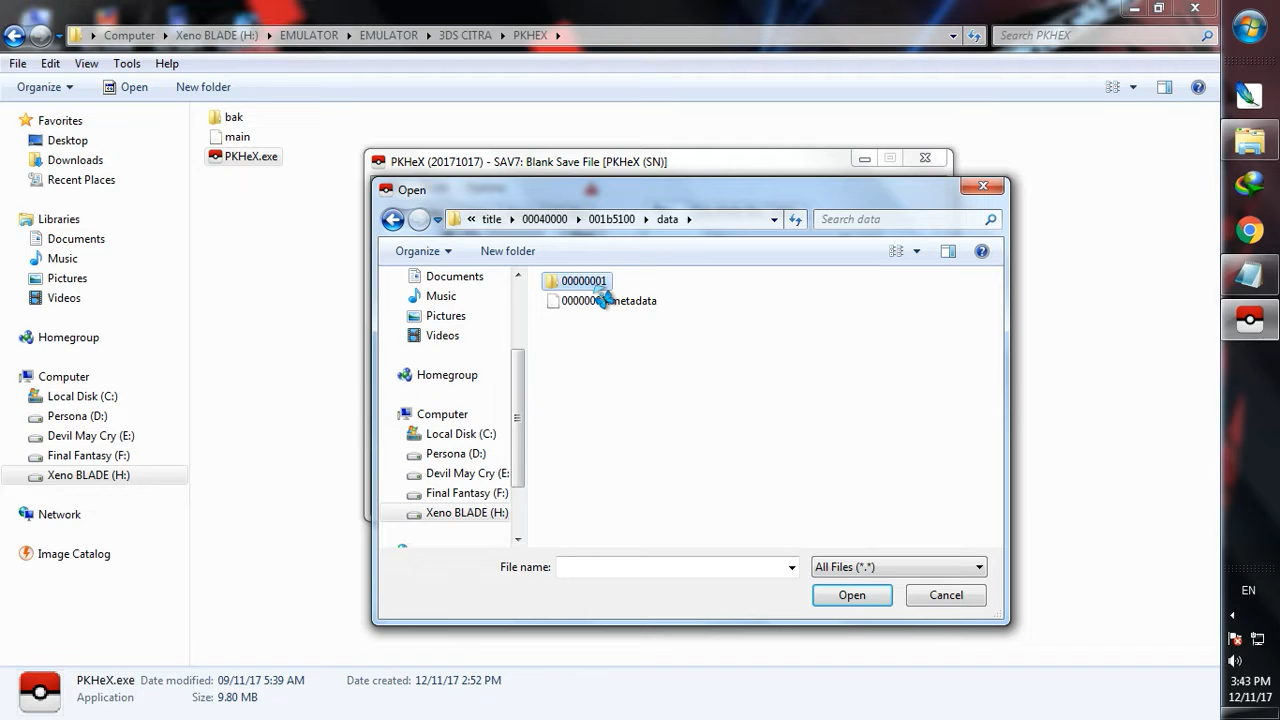 Computer Xeno BLADE (H:) EMULATOR EMULATOR 3DS CITRA PKHEX
Search PKHEX
File Edit View Tools Help
Organize Open New folder
Favorites
Desktop
Downloads
Recent Places
Libraries
Documents
Music
Pictures
Videos
Homegroup
Computer
Local Disk (C:)
Persona (D:)
Devil May Cry (E:)
Final Fantasy (F:)
Xeno BLADE (H:)
Network
Image Catalog
bak
main
PKHeX.exe
PKHeX (20171017) - SAV7: Blank Save File [PKHeX (SN)]
Open
« title 00040000 001b5100 data
Search data
Organize New folder
Documents
Music
Pictures
Videos
Homegroup
Computer
Local Disk (C:)
Persona (D:)
Devil May Cry (E:
Final Fantasy (F:)
Xeno BLADE (H:)
00000001
File name:
All Files (*.*)
Open Cancel
PKHeX.exe Date modified: 09/11/17 5:39 AM Date created: 12/11/17 2:52 PM
Application Size: 9.80 MB
EN
3:43 PM
12/11/17